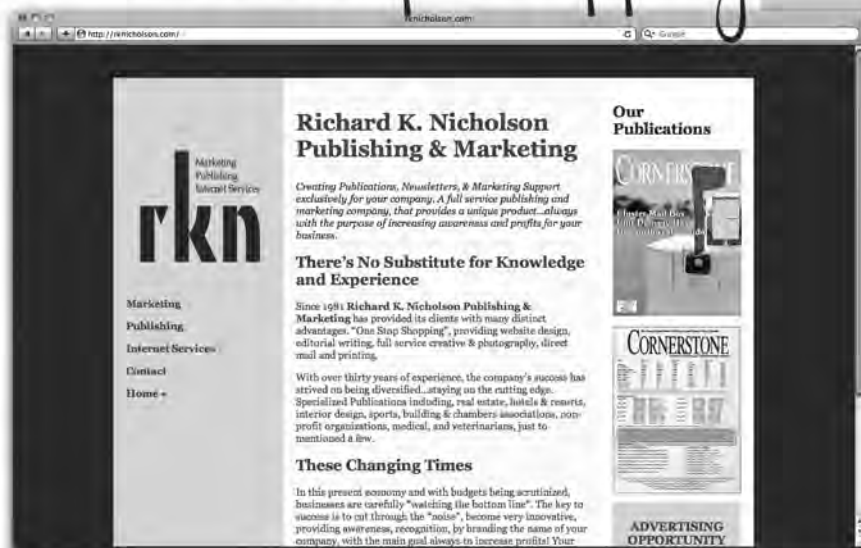 rknicholson.com
http://rknicholson.com/
Google
Marketing
Publishing
Internet Services
rkn
Marketing
Publishing
Internet Services
Contact
Home »
Richard K. Nicholson
Publishing & Marketing
Creating Publications, Newsletters, & Marketing Support
exclusively for your company. A full service publishing and
marketing company, that provides a unique product...always
with the purpose of increasing awareness and profits for your
business.
There's No Substitute for Knowledge
and Experience
Since 1981 Richard K. Nicholson Publishing &
Marketing has provided its clients with many distinct
advantages. "One Stop Shopping", providing website design,
editorial writing, full service creative & photography, direct
mail and printing.
With over thirty years of experience, the company's success has
strived on being diversified...staying on the cutting edge.
Specialized Publications including, real estate, hotels & resorts,
interior design, sports, building & chambers associations, non-
profit organizations, medical, and veterinarians, just to
mentioned a few.
These Changing Times
In this present economy and with budgets being scrutinized,
businesses are carefully "watching the bottom line". The key to
success is to cut through the "noise", become very innovative,
providing awareness, recognition, by branding the name of your
company, with the main goal always to increase profits! Your
Our
Publications
CORNERSTONE
Cluster Mail Box
CORNERSTONE
ADVERTISING
OPPORTUNITY